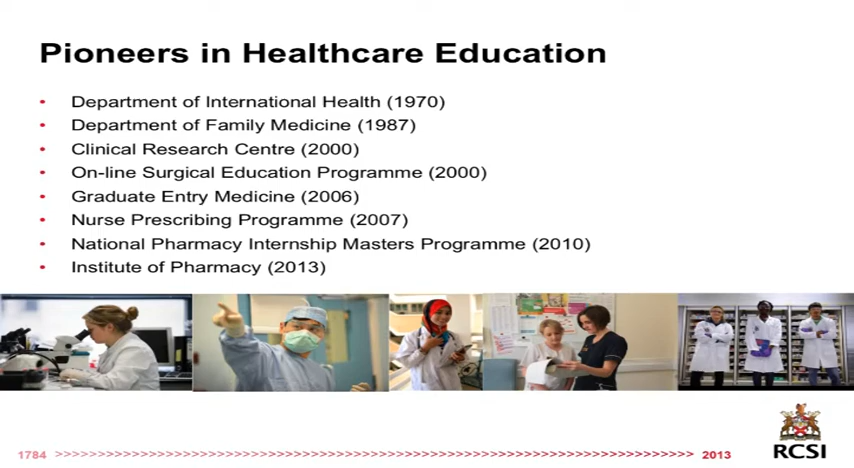 Pioneers in Healthcare Education
• Department of International Health (1970)
• Department of Family Medicine (1987)
• Clinical Research Centre (2000)
• On-line Surgical Education Programme (2000)
• Graduate Entry Medicine (2006)
• Nurse Prescribing Programme (2007)
• National Pharmacy Internship Masters Programme (2010)
• Institute of Pharmacy (2013)
RCSI
1784 >>>>>>>>>>>>>>>>>>>>>>>>>>>>>>>>>>>>>>>>>>>>>>>>>>>>>>>>>>>>>>>>>>>>>>>>>>>>>>>>>>>>>>>>>>> 2013